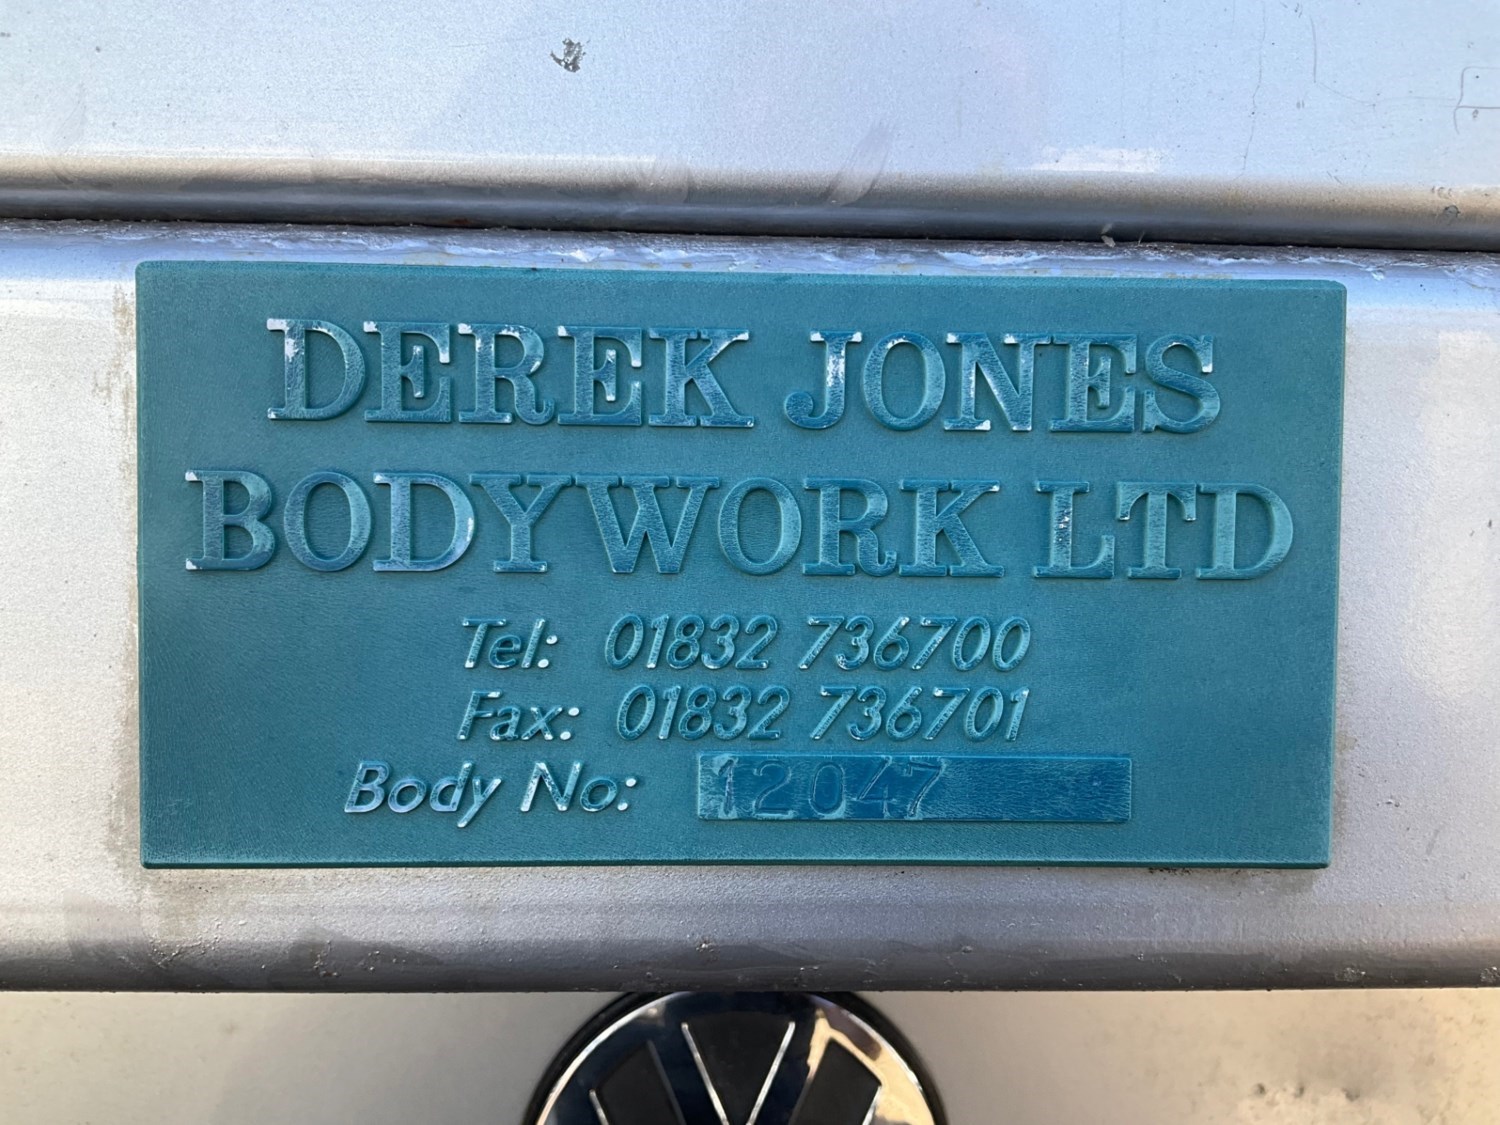 DEREK JONES
BODYWORK LTD
Tel: 01832 736700
Fax: 01832 736701
Body No: 12047